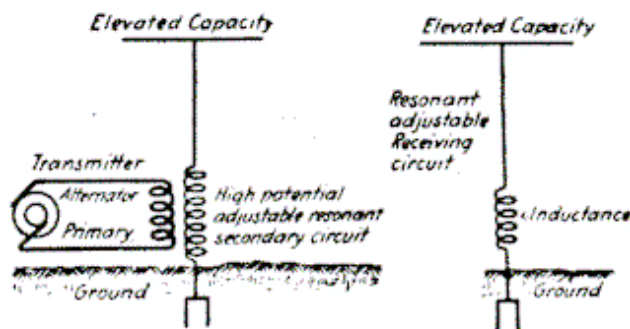 Elevated Capacity
Transmitter
Alternator
Primary
High potential
adjustable resonant
secondary circuit
Ground
Elevated Capacity
Resonant
adjustable
Receiving
circuit
Inductance
Ground